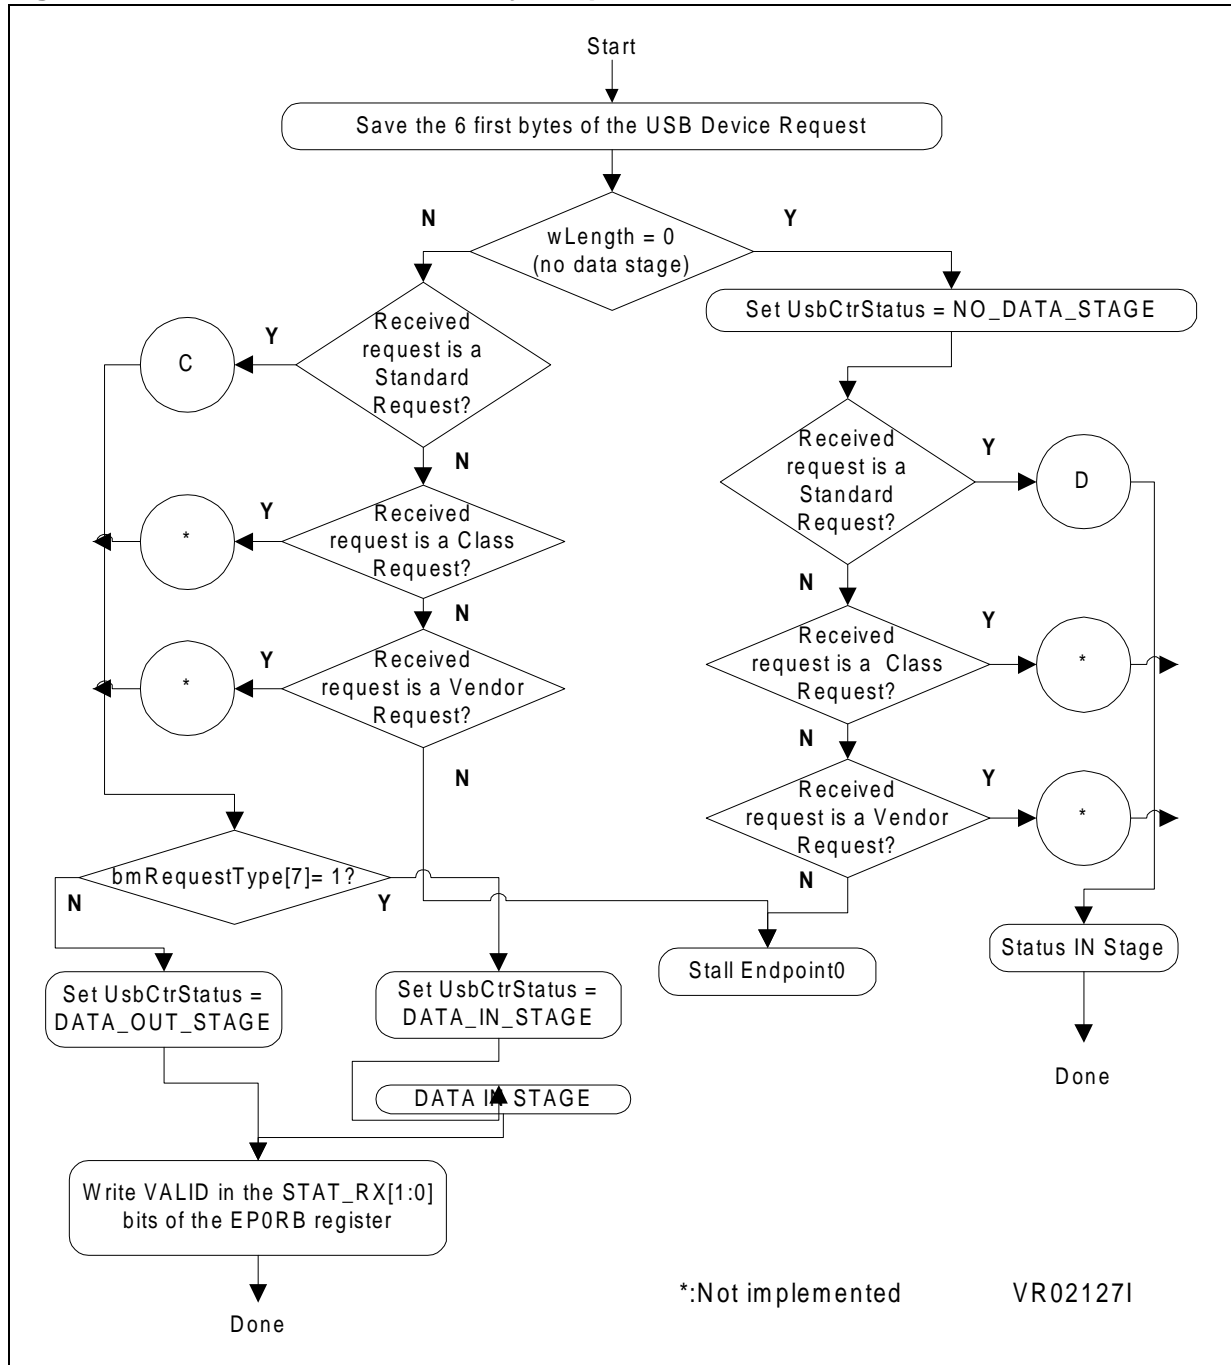 Start
Save the 6 first bytes of the USB Device Request
N
Y
wLength = 0
(no data stage)
Set UsbCtrStatus = NO_DATA_STAGE
Y
Received
request is a
Standard
Request?
C
N
Received
request is a
Standard
Request?
Y
D
N
Y
Received
request is a Class
Request?
*
N
Y
Received
request is a Class
Request?
*
N
Y
Received
request is a Vendor
Request?
*
N
Y
Received
request is a Vendor
Request?
*
N
bmRequestType[7]= 1?
N
Y
Stall Endpoint0
Status IN Stage
Set UsbCtrStatus =
DATA_OUT_STAGE
Set UsbCtrStatus =
DATA_IN_STAGE
DATA IN STAGE
Done
Write VALID in the STAT_RX[1:0]
bits of the EP0RB register
Done
*:Not implemented
VR02127I